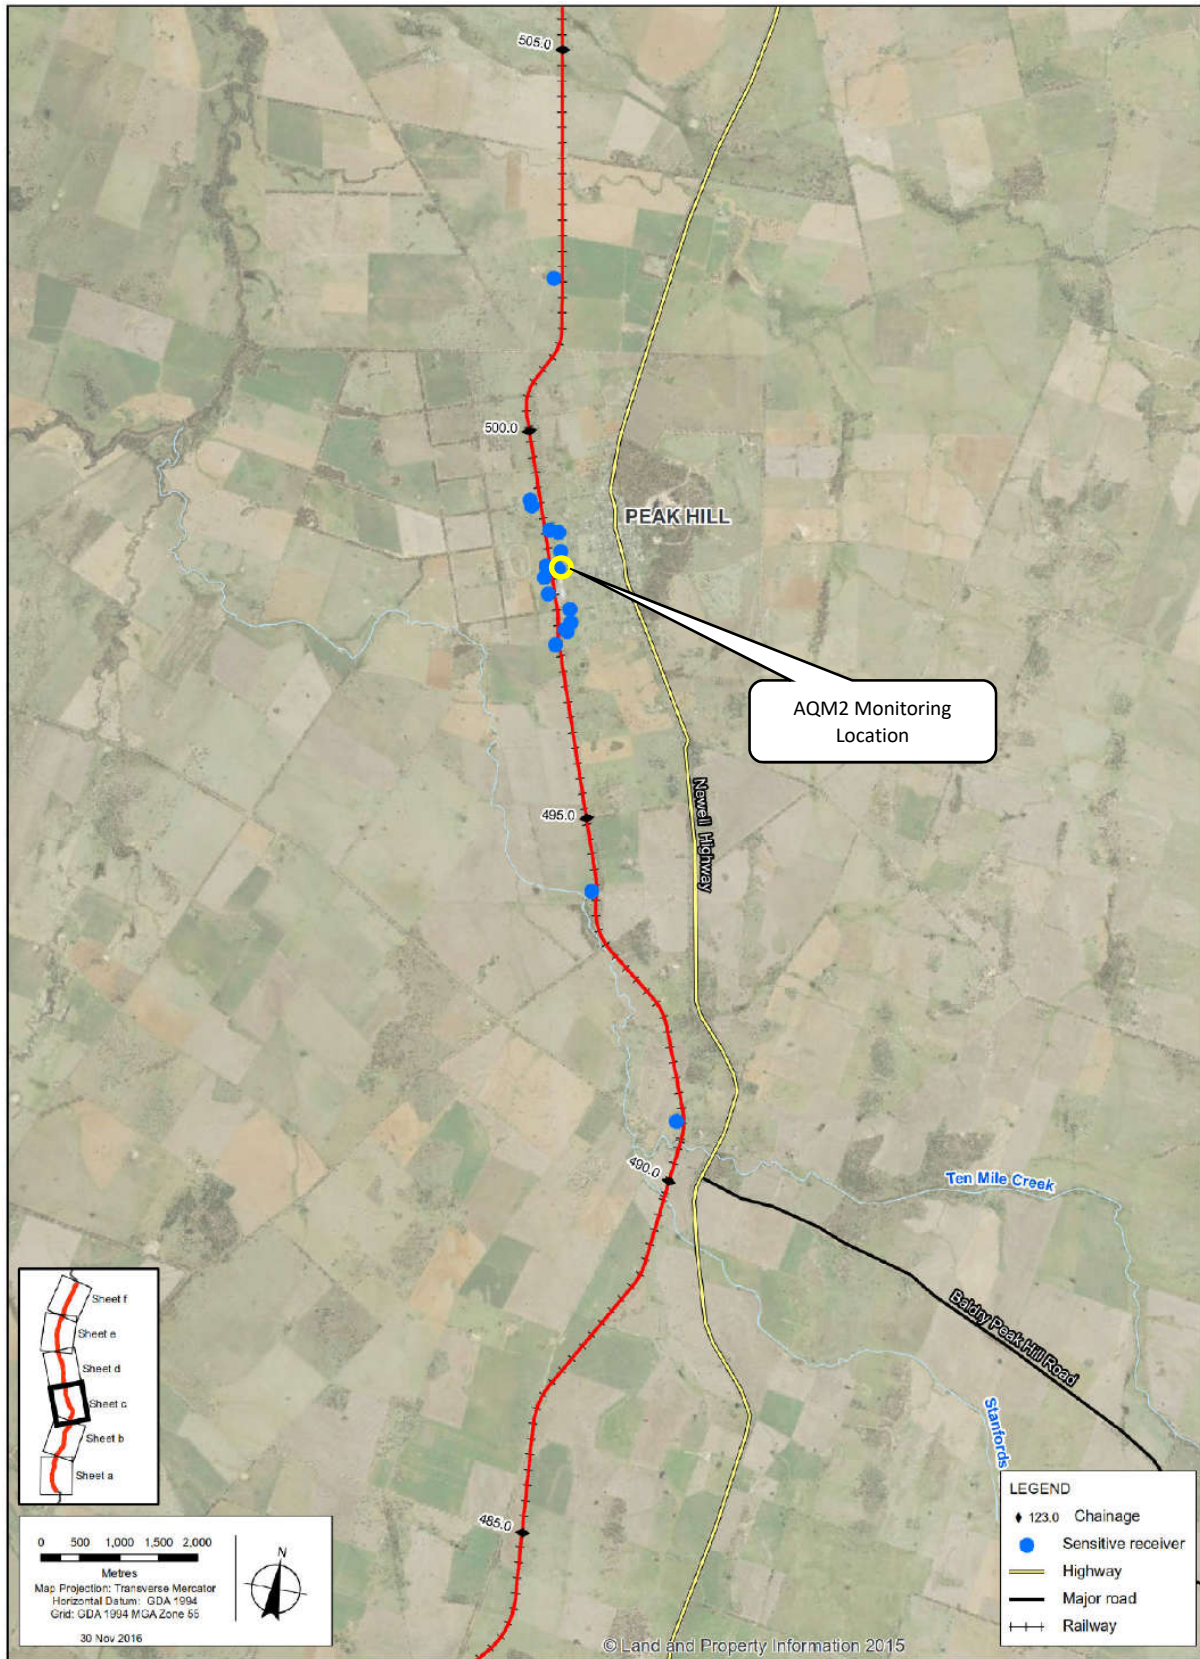 505.0
500.0
PEAK HILL
AQM2 Monitoring
Location
495.0
Newell Highway
490.0
Ten Mile Creek
Baldry Peak Hill Road
Stanfords
485.0
Sheet f
Sheet e
Sheet d
Sheet c
Sheet b
Sheet a
0 500 1,000 1,500 2,000
Metres
Map Projection: Transverse Mercator
Horizontal Datum: GDA 1994
Grid: GDA 1994 MGA Zone 55
30 Nov 2016
N
LEGEND
123.0 Chainage
Sensitive receiver
Highway
Major road
Railway
© Land and Property Information 2015